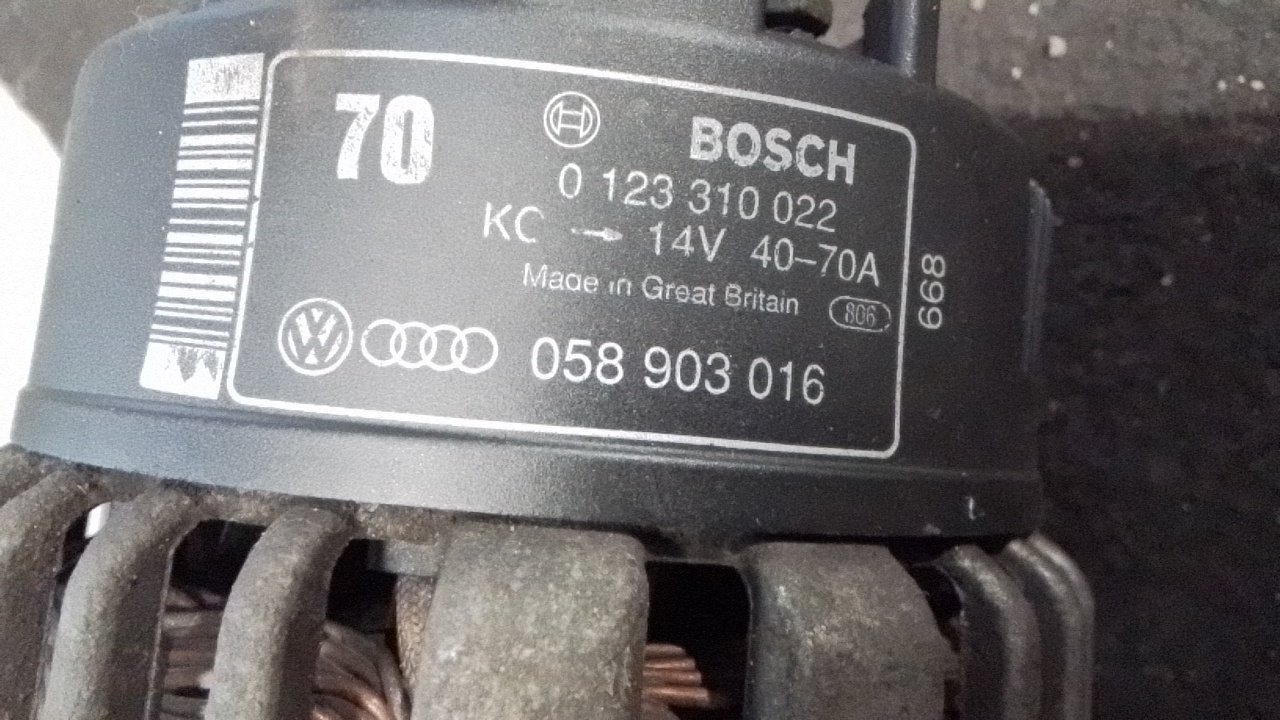 70
BOSCH
0 123 310 022
KC → 14V 40–70A
Made in Great Britain 806
VW 058 903 016
668